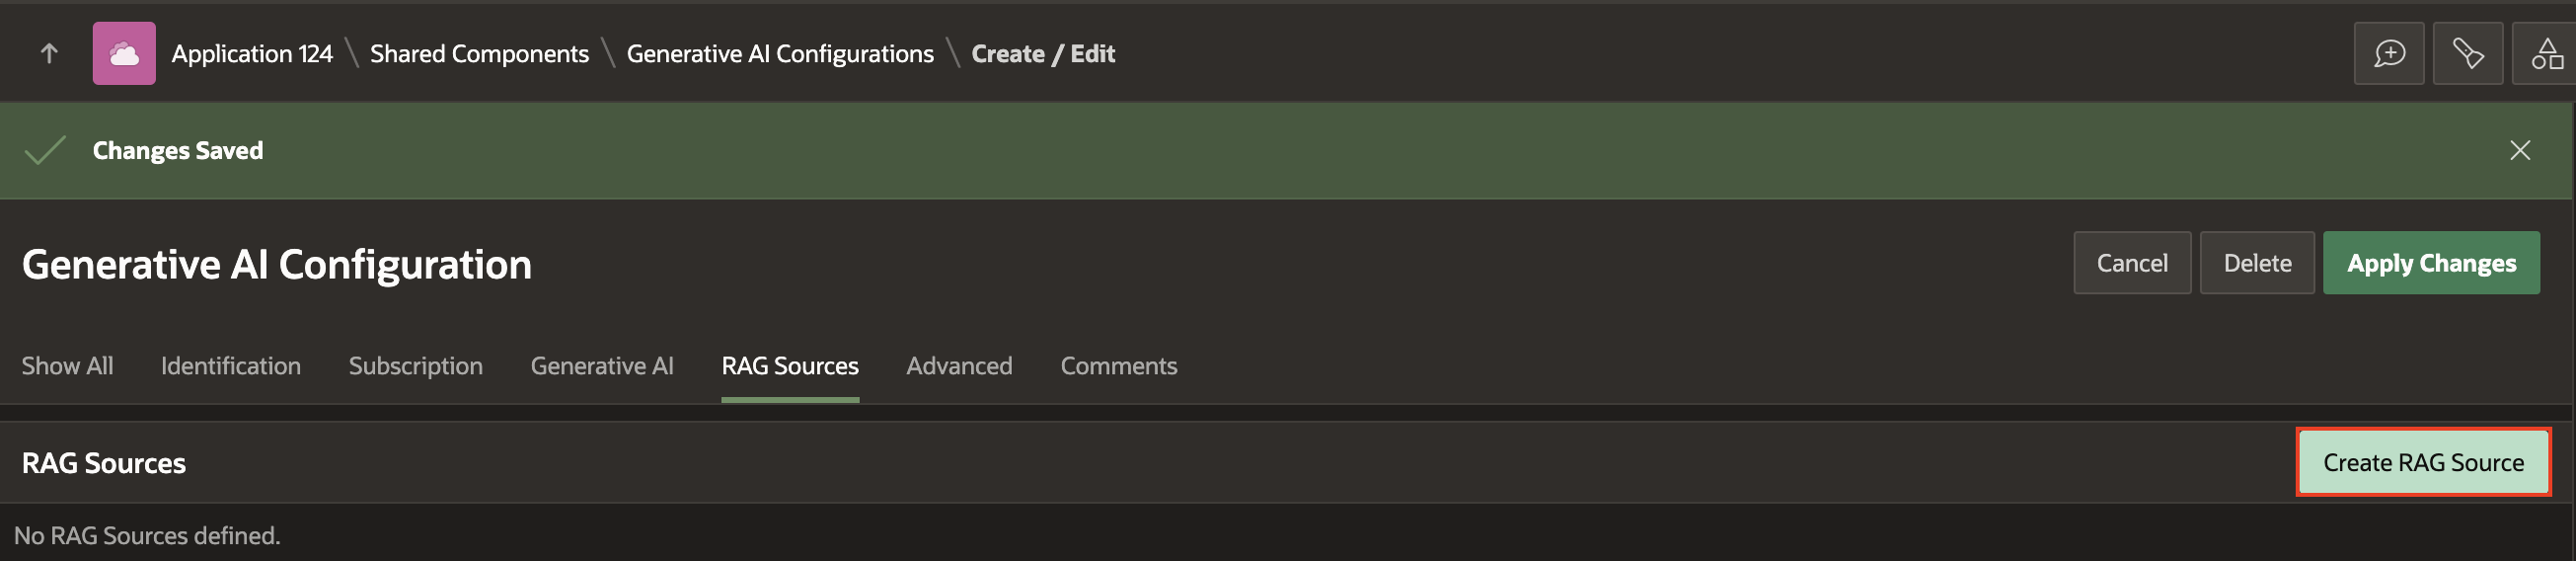 Application 124 \ Shared Components \ Generative AI Configurations \ Create / Edit
Changes Saved
Generative AI Configuration
Cancel Delete Apply Changes
Show All Identification Subscription Generative AI RAG Sources Advanced Comments
RAG Sources
Create RAG Source
No RAG Sources defined.